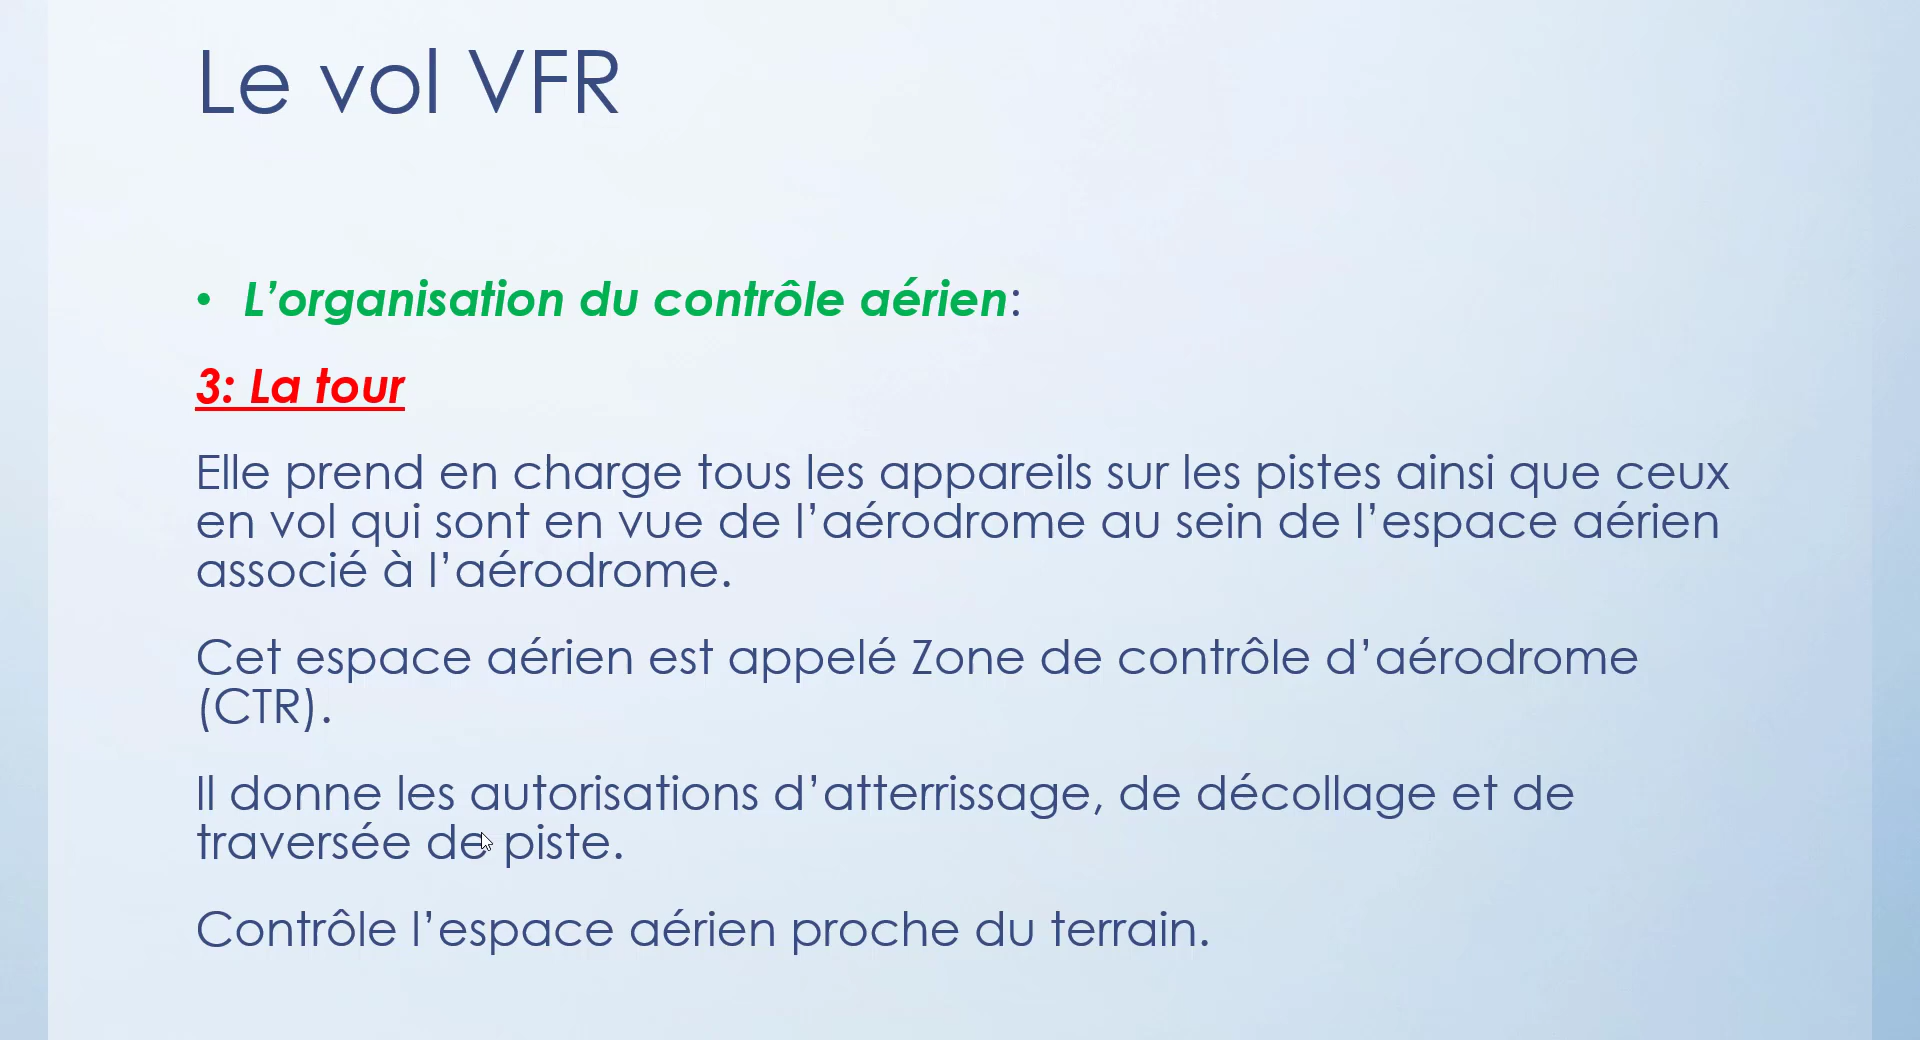 Le vol VFR
• L’organisation du contrôle aérien:
3: La tour
Elle prend en charge tous les appareils sur les pistes ainsi que ceux
en vol qui sont en vue de l’aérodrome au sein de l’espace aérien
associé à l’aérodrome.
Cet espace aérien est appelé Zone de contrôle d’aérodrome
(CTR).
Il donne les autorisations d’atterrissage, de décollage et de
traversée de piste.
Contrôle l’espace aérien proche du terrain.